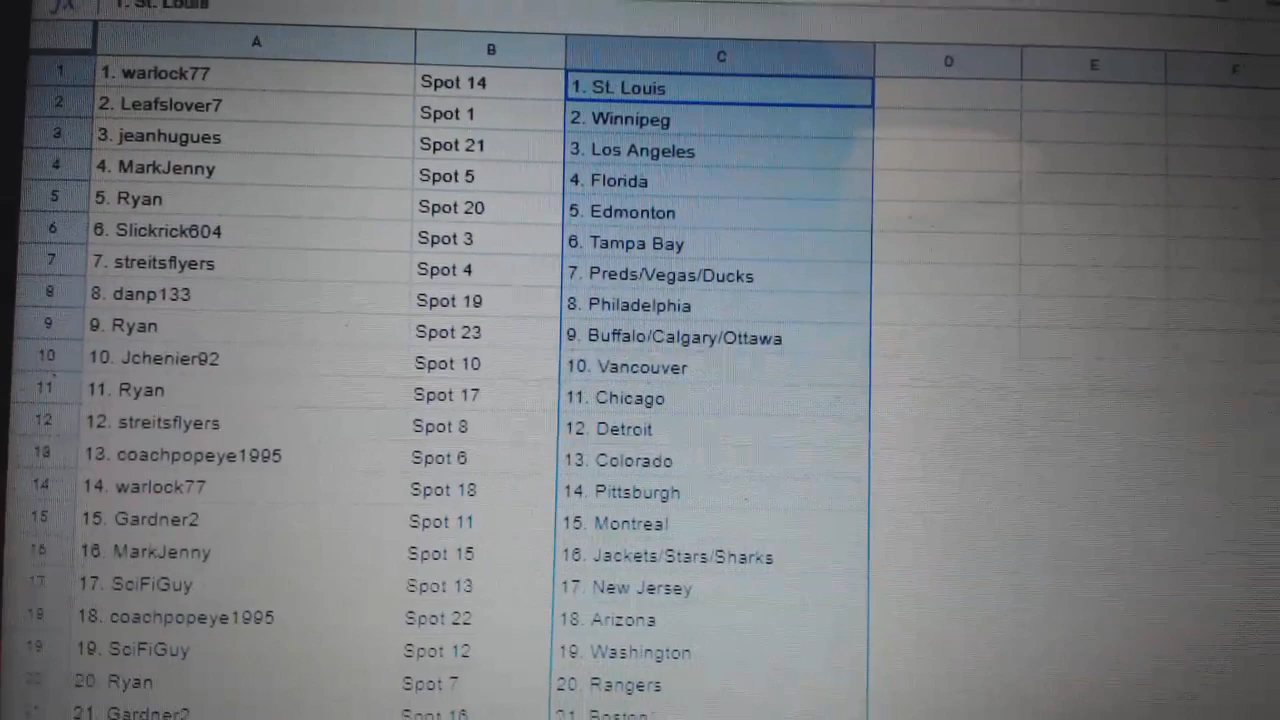 1. St. Louis
A B C D E F
1 1. warlock77 Spot 14 1. St. Louis
2 2. Leafslover7 Spot 1 2. Winnipeg
3 3. jeanhugues Spot 21 3. Los Angeles
4 4. MarkJenny Spot 5 4. Florida
5 5. Ryan Spot 20 5. Edmonton
6 6. Slickrick604 Spot 3 6. Tampa Bay
7 7. streitsflyers Spot 4 7. Preds/Vegas/Ducks
8 8. danp133 Spot 19 8. Philadelphia
9 9. Ryan Spot 23 9. Buffalo/Calgary/Ottawa
10 10. Jchenier92 Spot 10 10. Vancouver
11 11. Ryan Spot 17 11. Chicago
12 12. streitsflyers Spot 8 12. Detroit
13 13. coachpopeye1995 Spot 6 13. Colorado
14 14. warlock77 Spot 18 14. Pittsburgh
15 15. Gardner2 Spot 11 15. Montreal
16 16. MarkJenny Spot 15 16. Jackets/Stars/Sharks
17 17. SciFiGuy Spot 13 17. New Jersey
18 18. coachpopeye1995 Spot 22 18. Arizona
19 19. SciFiGuy Spot 12 19. Washington
20. Ryan Spot 7 20. Rangers
21. Gardner2 Spot 16 21. Boston